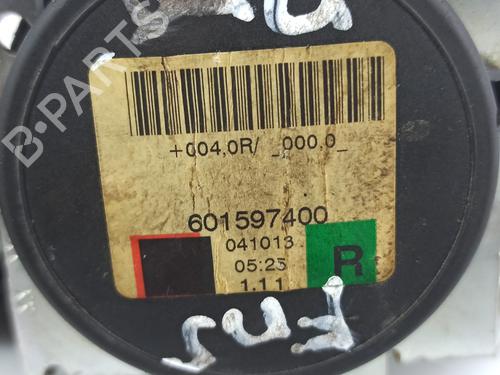 +004,0R/ _000,0_
601597400
041013
05:23
R
1.1 1
B-PARTS